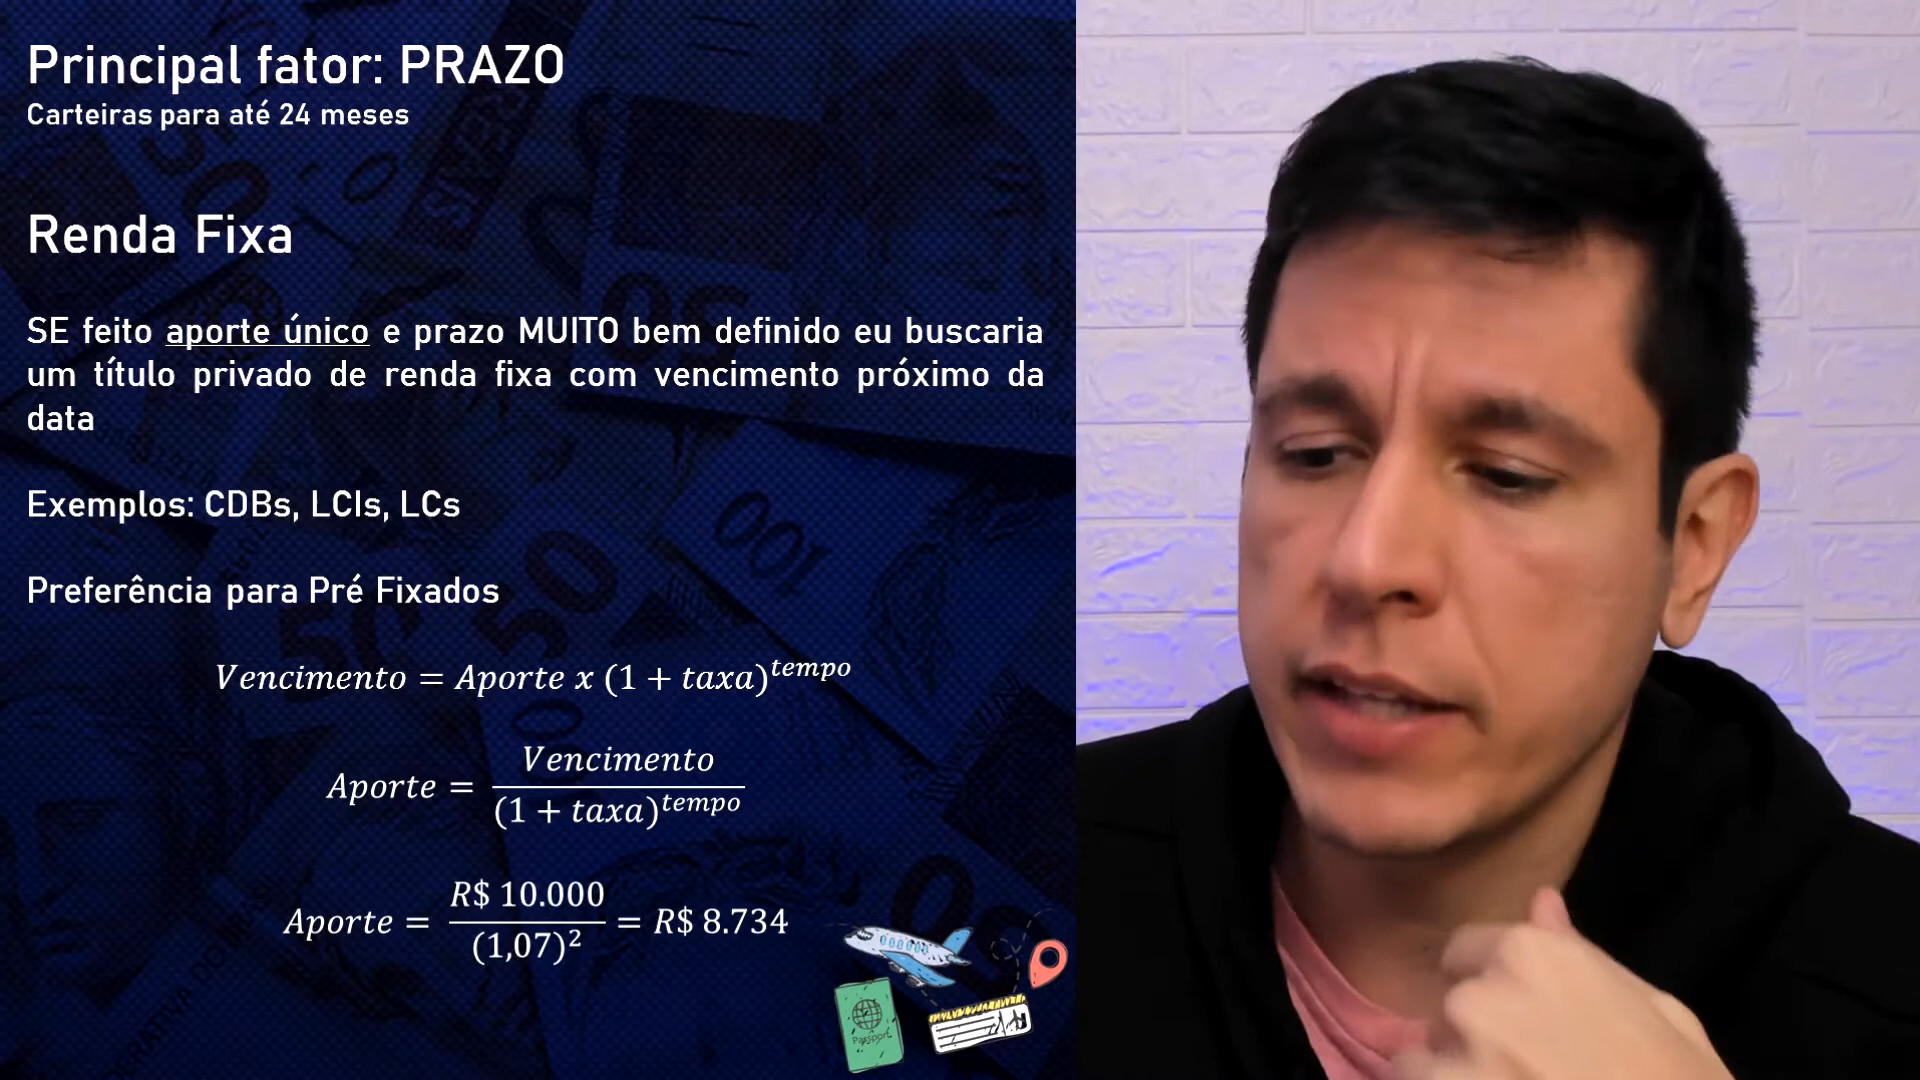 Principal fator: PRAZO
Carteiras para até 24 meses
Renda Fixa
SE feito aporte único e prazo MUITO bem definido eu buscaria
um título privado de renda fixa com vencimento próximo da
data
Exemplos: CDBs, LCIs, LCs
Preferência para Pré Fixados
Vencimento = Aporte x (1 + taxa)^tempo
Aporte = Vencimento / (1 + taxa)^tempo
Aporte = R$ 10.000 / (1,07)² = R$ 8.734
Passport